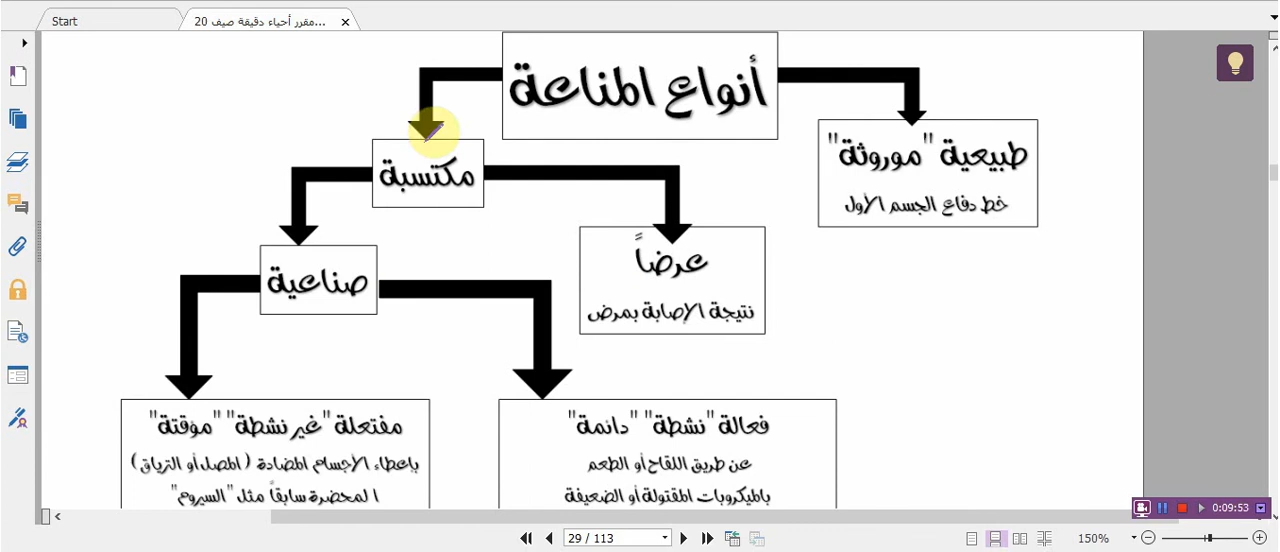 Start
مقرر أحياء دقيقة صيف 20...
أنواع المناعة
طبيعية "موروثة"
خط دفاع الجسم الأول
مكتسبة
عرضاً
نتيجة الإصابة بمرض
صناعية
فعالة "نشطة" "دائمة"
عن طريق اللقاح أو الطعم
بالميكروبات المقتولة أو الضعيفة
مفتعلة "غير نشطة" "مؤقتة"
بإعطاء الأجسام المضادة (المصل أو الترياق)
المحضرة سابقاً مثل "السيروم"
0:09:53
29 / 113
150%